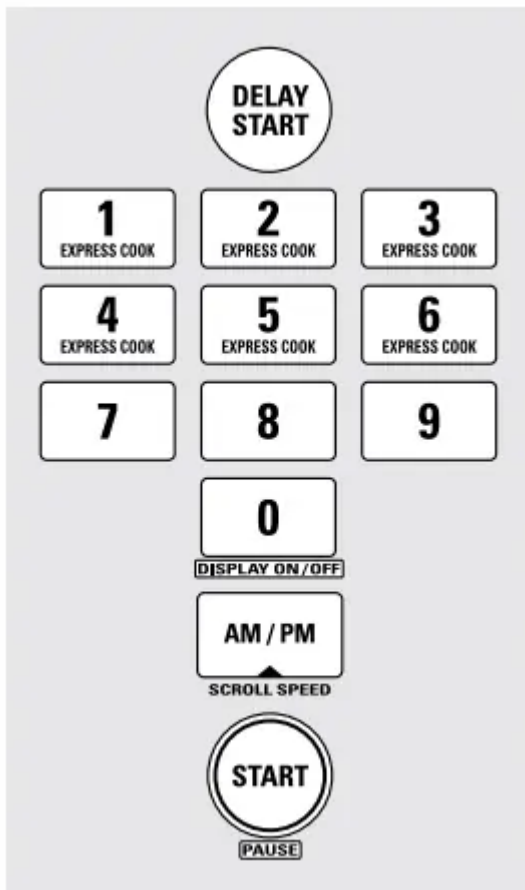 DELAY
START
1
EXPRESS COOK
2
EXPRESS COOK
3
EXPRESS COOK
4
EXPRESS COOK
5
EXPRESS COOK
6
EXPRESS COOK
7
8
9
0
DISPLAY ON/OFF
AM / PM
SCROLL SPEED
START
PAUSE